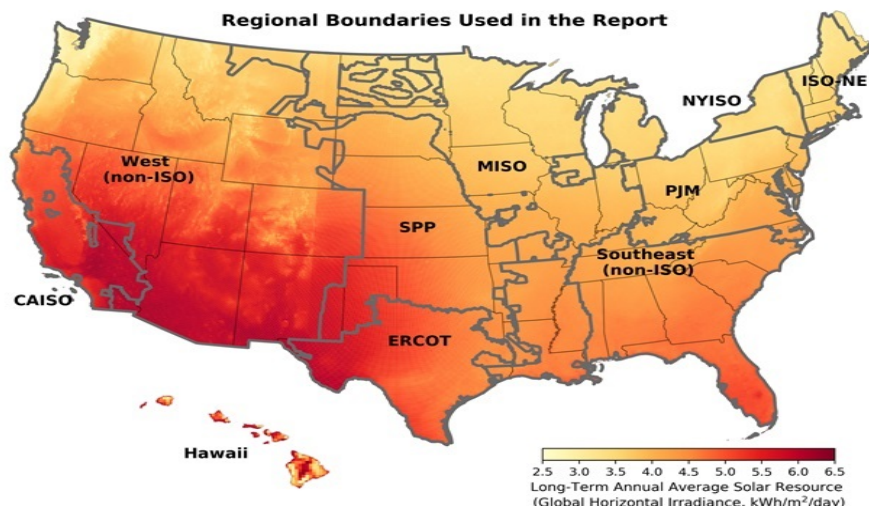 Regional Boundaries Used in the Report
ISO-NE
NYISO
West
(non-ISO)
MISO
PJM
SPP
Southeast
(non-ISO)
CAISO
ERCOT
Hawaii
2.5 3.0 3.5 4.0 4.5 5.0 5.5 6.0 6.5
Long-Term Annual Average Solar Resource
(Global Horizontal Irradiance, kWh/m²/day)